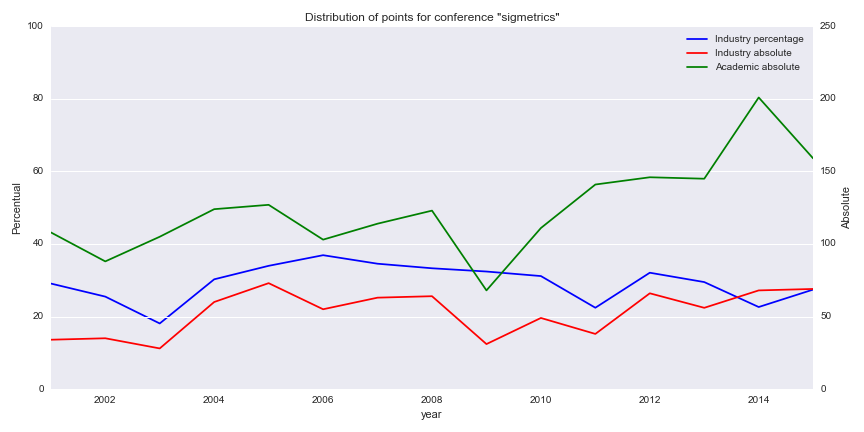 Distribution of points for conference "sigmetrics"
100
80
60
40
20
0
Percentual
250
200
150
100
50
0
Absolute
Industry percentage
Industry absolute
Academic absolute
2002 2004 2006 2008 2010 2012 2014
year